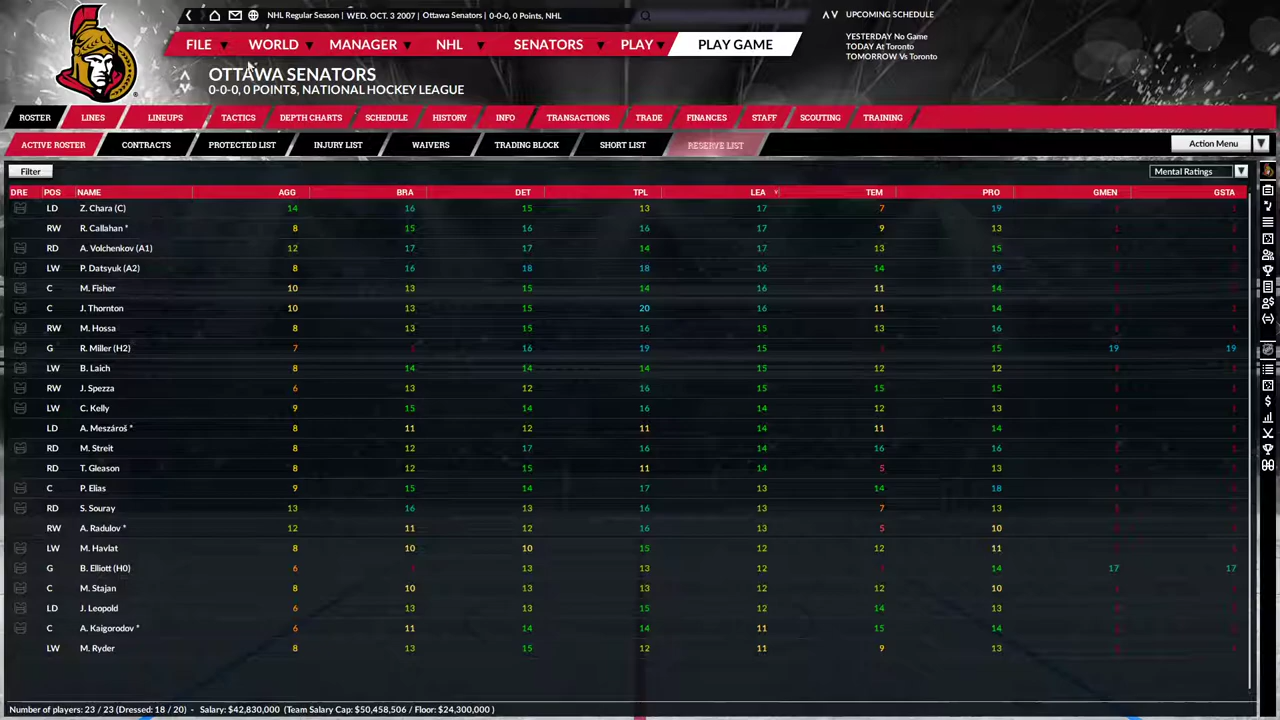 NHL Regular Season | WED. OCT. 3 2007 | Ottawa Senators | 0-0-0, 0 Points, NHL
UPCOMING SCHEDULE
YESTERDAY No Game
TODAY At Toronto
TOMORROW Vs Toronto
FILE WORLD MANAGER NHL SENATORS PLAY PLAY GAME
OTTAWA SENATORS
0-0-0, 0 POINTS, NATIONAL HOCKEY LEAGUE
ROSTER LINES LINEUPS TACTICS DEPTH CHARTS SCHEDULE HISTORY INFO TRANSACTIONS TRADE FINANCES STAFF SCOUTING TRAINING
ACTIVE ROSTER CONTRACTS PROTECTED LIST INJURY LIST WAIVERS TRADING BLOCK SHORT LIST RESERVE LIST Action Menu
Filter Mental Ratings
DRE POS NAME AGG BRA DET TPL LEA TEM PRO GMEN GSTA
LD Z. Chara (C) 14 16 15 13 17 7 19
RW R. Callahan * 8 15 16 16 17 9 13
RD A. Volchenkov (A1) 12 17 17 14 17 13 15
LW P. Datsyuk (A2) 8 16 18 18 16 14 19
C M. Fisher 10 13 15 14 16 11 14
C J. Thornton 10 13 15 20 16 11 14
RW M. Hossa 8 13 15 16 15 13 16
G R. Miller (H2) 7 16 19 15 15 19 19
LW B. Laich 8 14 14 14 15 12 12
RW J. Spezza 6 13 12 16 15 15 15
LW C. Kelly 9 15 14 16 14 12 13
LD A. Meszároš * 8 11 12 11 14 11 14
RD M. Streit 8 12 17 16 14 16 16
RD T. Gleason 8 12 15 11 14 5 13
C P. Elias 9 15 14 17 13 14 18
RD S. Souray 13 16 13 16 13 7 13
RW A. Radulov * 12 11 12 16 13 5 10
LW M. Havlat 8 10 10 15 12 12 11
G B. Elliott (H0) 6 13 13 12 14 17 17
C M. Stajan 8 10 13 13 12 12 10
LD J. Leopold 6 13 13 15 12 14 13
C A. Kaigorodov * 6 11 14 14 11 15 14
LW M. Ryder 8 13 15 12 11 9 13
Number of players: 23 / 23 (Dressed: 18 / 20) - Salary: $42,830,000 (Team Salary Cap: $50,458,506 / Floor: $24,300,000 )